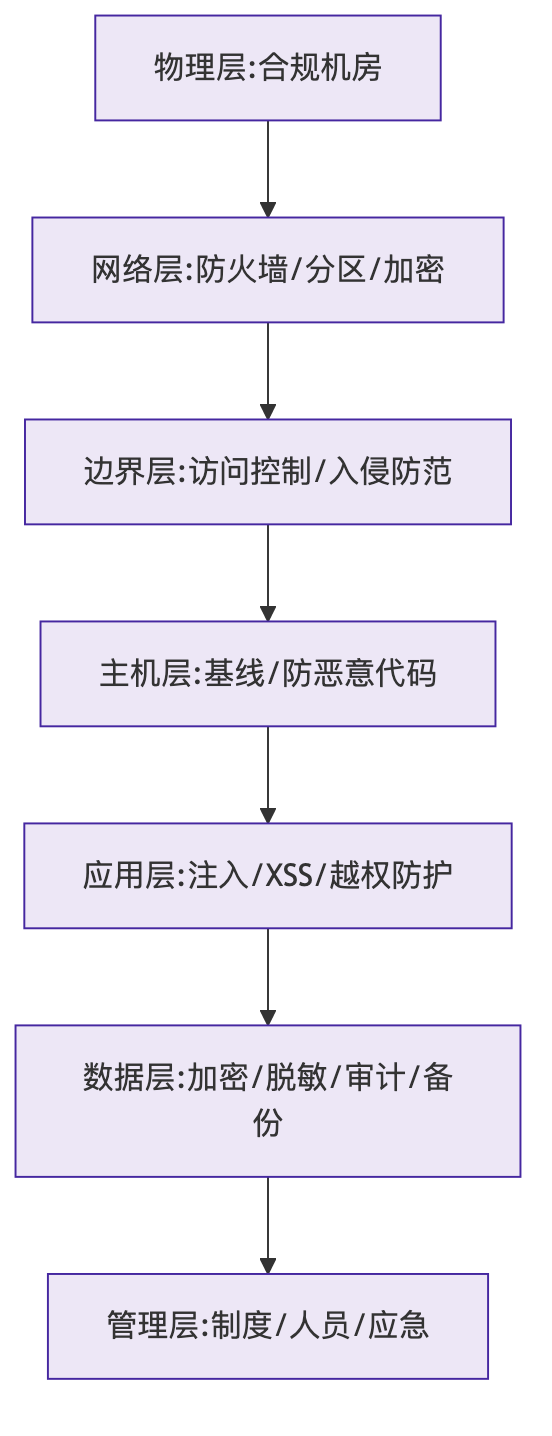 物理层:合规机房
网络层:防火墙/分区/加密
边界层:访问控制/入侵防范
主机层:基线/防恶意代码
应用层:注入/XSS/越权防护
数据层:加密/脱敏/审计/备
份
管理层:制度/人员/应急